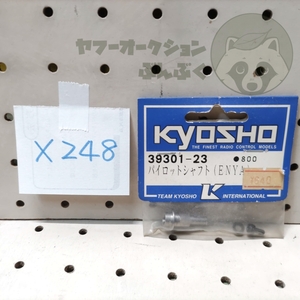 ヤフーオークション
ぶんぶく
X248
KYOSHO
THE FINEST RADIO CONTROL MODELS
39301-23 •800
パイロットシャフト(ENYA)
TEAM KYOSHO K INTERNATIONAL